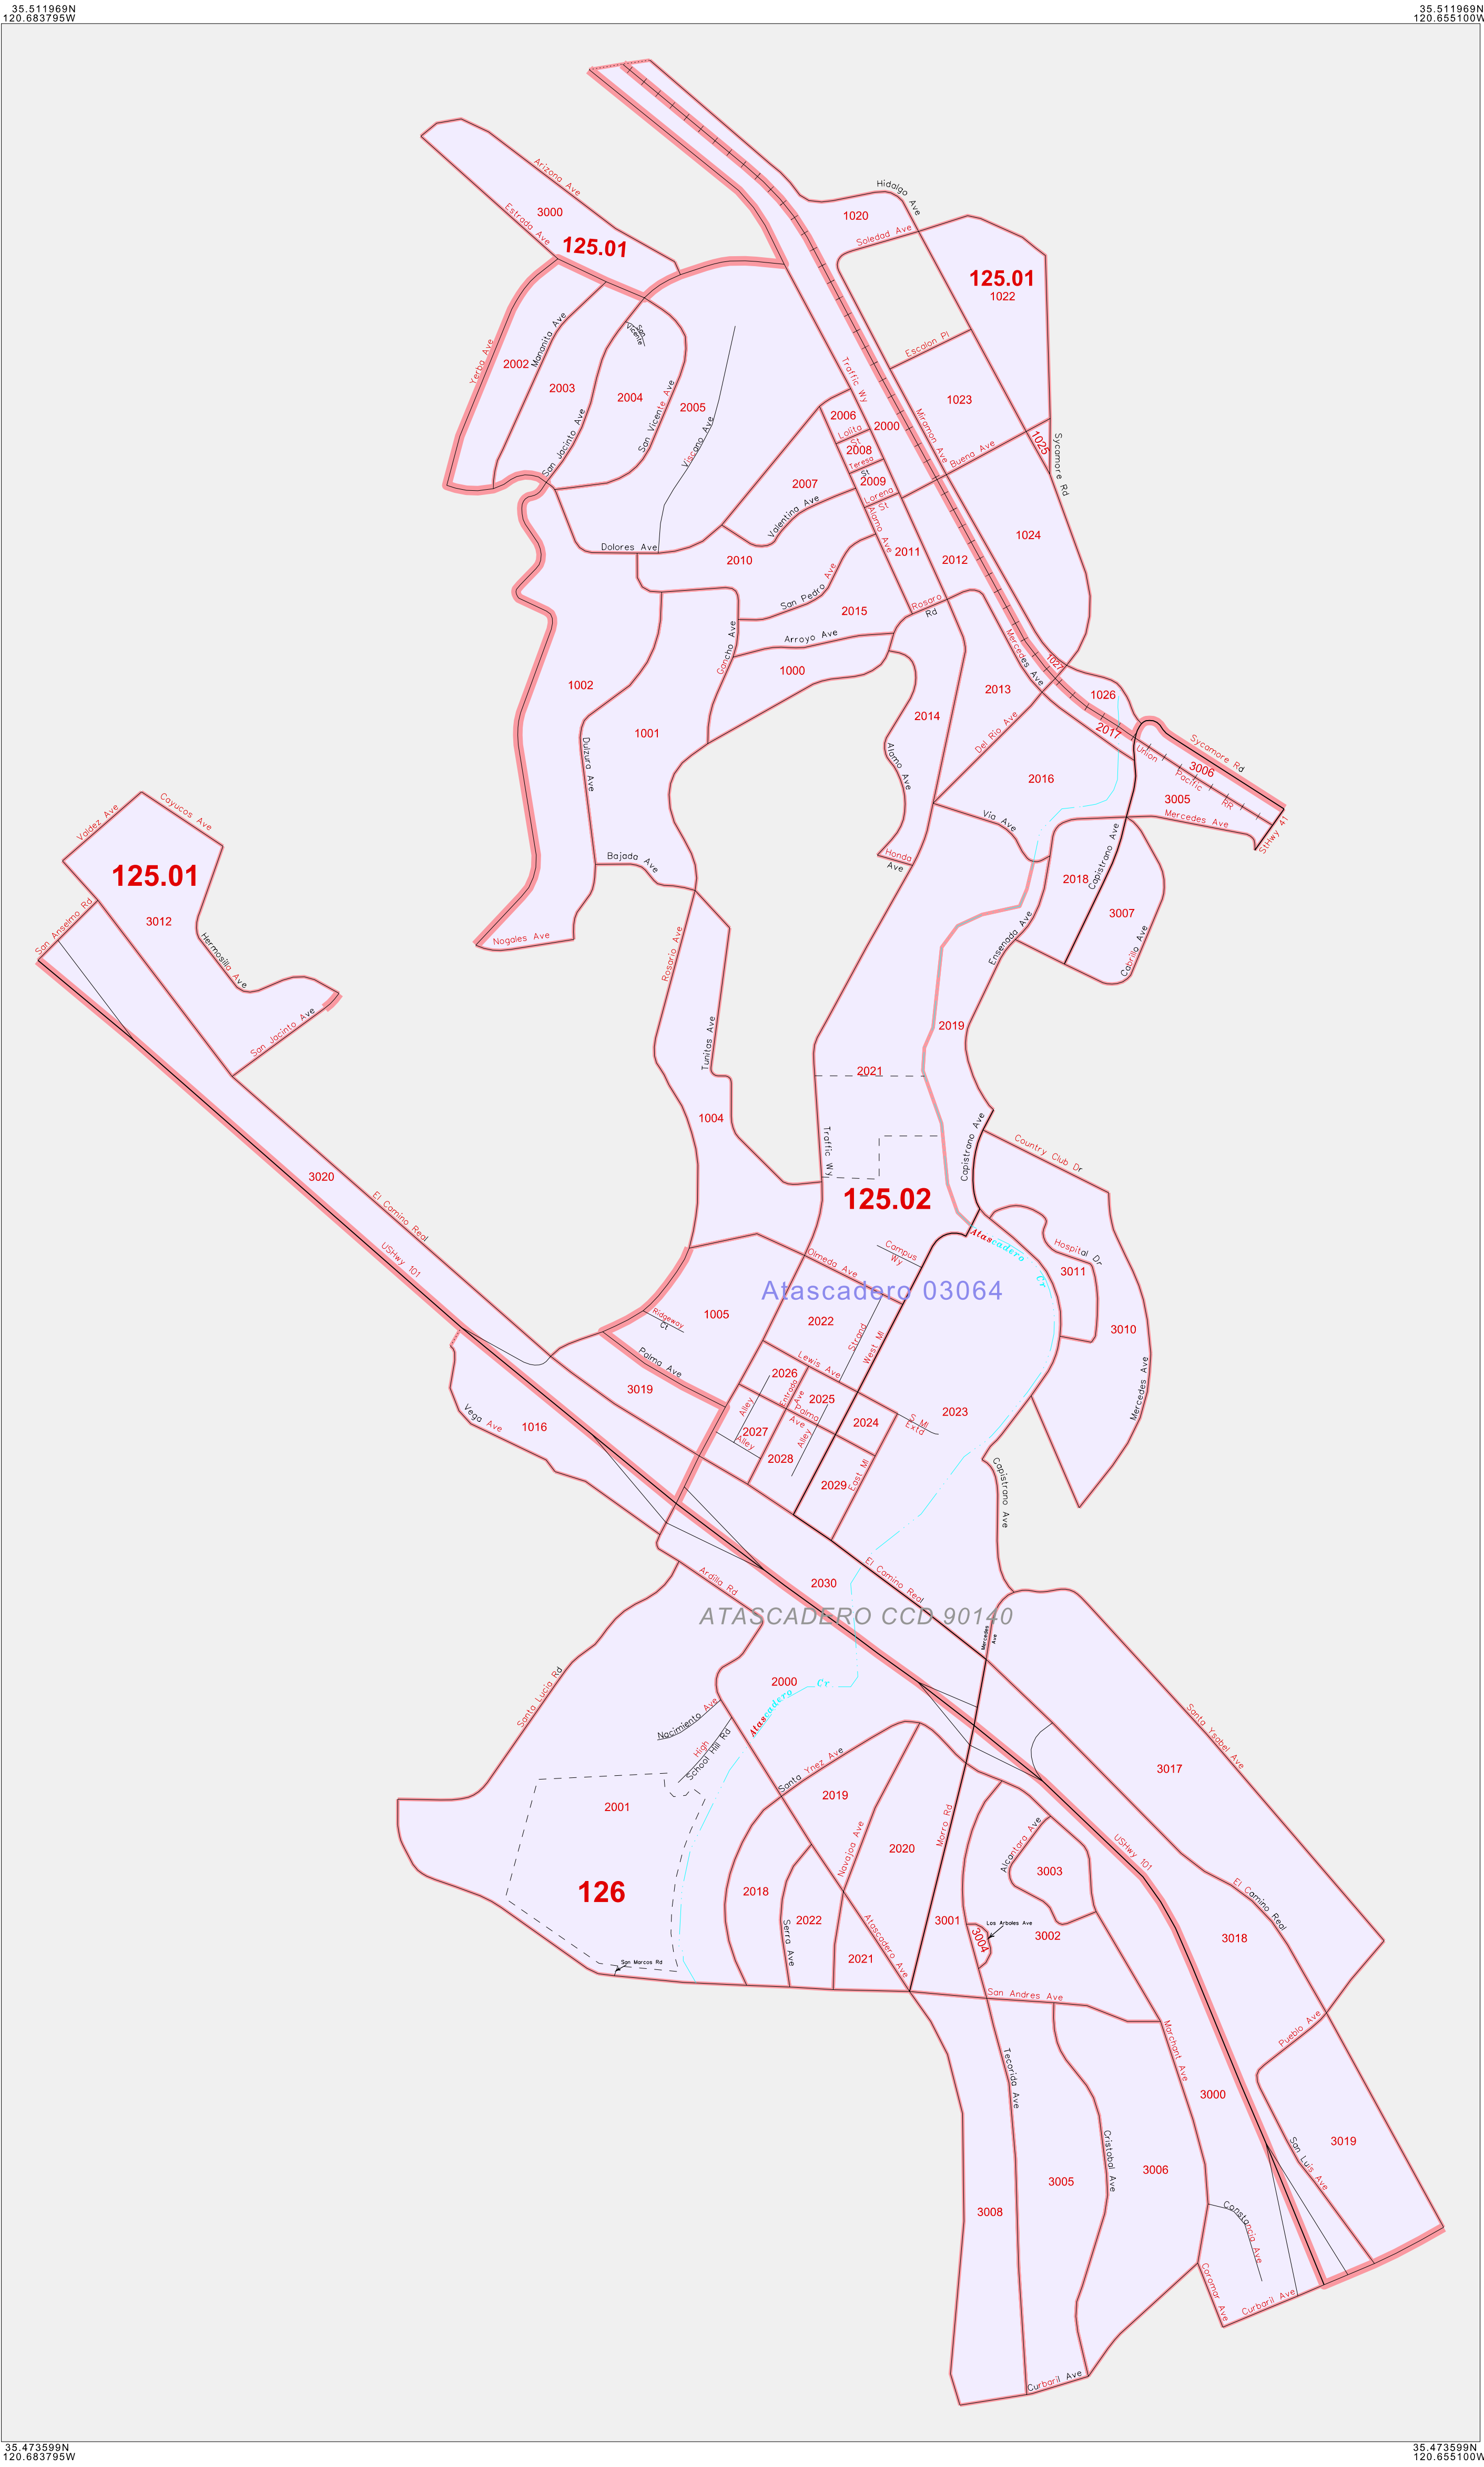 35.511969N
120.683795W
35.511969N
120.655100W
Arizona Ave
3000
Estrada Ave
125.01
Hidalgo Ave
1020
Soledad Ave
125.01
1022
Yerba Ave
2002
Mananita Ave
2003
San Jacinto Ave
San
Vicente
2004
San Vicente Ave
2005
Viscano Ave
Traffic Wy
Escalon Pl
1023
Miramon Ave
Buena Ave
1025
Sycamore Rd
2006
2000
Lolita
St
2008
Teresa
St
2009
Lorena
St
2007
Valentina Ave
Alamo Ave
2011
2012
1024
Dolores Ave
2010
San Pedro Ave
2015
Rosaro
Rd
Arroyo Ave
Gancho Ave
1000
Mercedes Ave
1027
1026
1002
2013
2014
1001
Dulzura Ave
Alamo Ave
Del Rio Ave
2017
Union
Pacific
RR
Sycamore Rd
3006
2016
3005
Mercedes Ave
StHwy 41
Via Ave
Capistrano Ave
Valdez Ave
Cayucos Ave
125.01
3012
San Anselmo Rd
Hermosilla Ave
San Jacinto Ave
Bajada Ave
Honda
Ave
2018
3007
Nogales Ave
Rosario Ave
Ensenada Ave
Cabrillo Ave
2019
Tunitas Ave
2021
1004
Traffic Wy
Capistrano Ave
Country Club Dr
3020
El Camino Real
USHwy 101
125.02
Atascadero
Cr
Campus
Wy
Olmeda Ave
Hospital Dr
3011
Atascadero 03064
1005
Ridgeway
Ct
2022
Strand
West Ml
3010
Palma Ave
Lewis Ave
Mercedes Ave
2026
3019
Entrada
Ave
2025
Alley
Palma
Ave
2024
S Ml
Extd
2023
Vega Ave
1016
2027
Alley
Alley
2028
2029
East Ml
Capistrano Ave
Ardilla Rd
2030
El Camino Real
ATASCADERO CCD 90140
Mercedes
Ave
Santa Lucia Rd
2000
Atascadero
Cr
Nacimiento Ave
High
School Hill Rd
Santa Ysabel Ave
3017
Santa Ynez Ave
2001
2019
Navajoa Ave
2020
Morro Rd
Alcantara Ave
USHwy 101
3003
126
2018
El Camino Real
2022
Serra Ave
2021
Atascadero Ave
3001
3004
Los Arboles Ave
3002
3018
San Marcos Rd
San Andres Ave
Pueblo Ave
Tecorida Ave
Marchant Ave
3000
Cristobal Ave
3019
San Luis Ave
3005
3006
3008
Constancia Ave
Coromar Ave
Curbaril Ave
Curbaril Ave
35.473599N
120.683795W
35.473599N
120.655100W